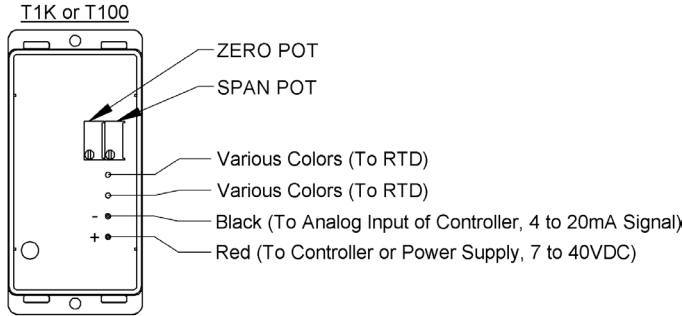 T1K or T100
ZERO POT
SPAN POT
Various Colors (To RTD)
Various Colors (To RTD)
- Black (To Analog Input of Controller, 4 to 20mA Signal)
+ Red (To Controller or Power Supply, 7 to 40VDC)